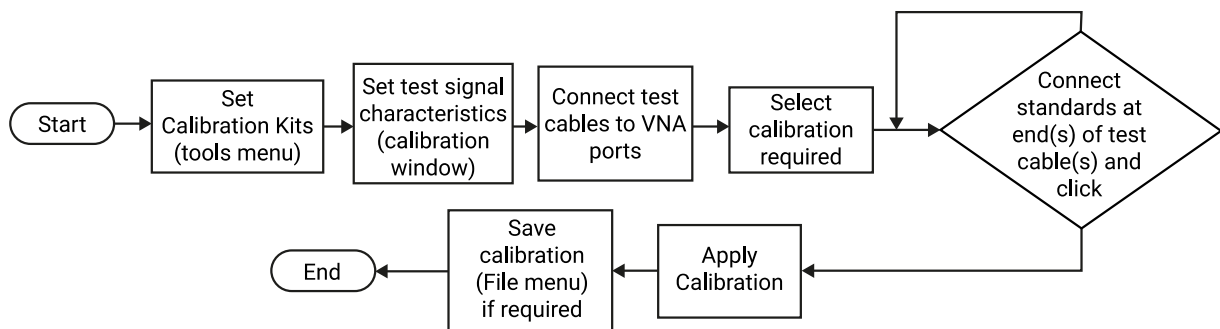 Start
Set
Calibration Kits
(tools menu)
Set test signal
characteristics
(calibration
window)
Connect test
cables to VNA
ports
Select
calibration
required
Connect
standards at
end(s) of test
cable(s) and
click
Apply
Calibration
Save
calibration
(File menu)
if required
End